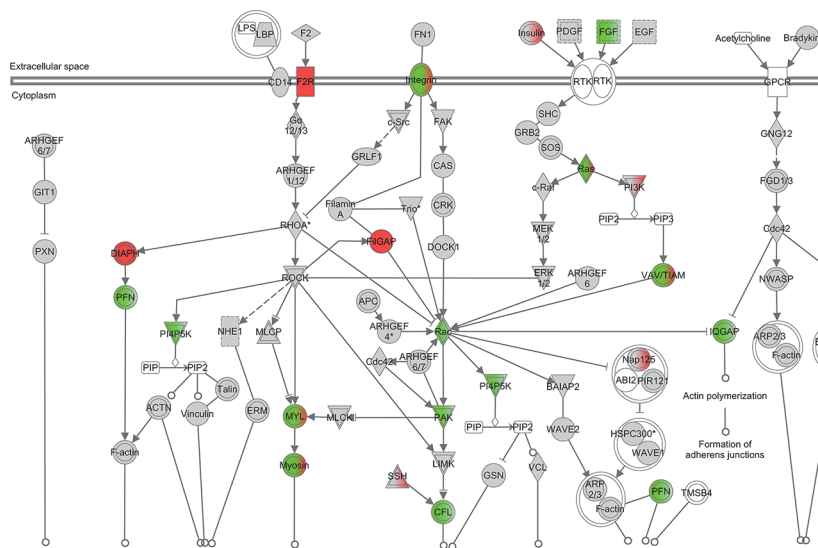 LPS
LBP
F2
FN1
Insulin
PDGF
FGF
EGF
Acetylcholine
Bradykin
Extracellular space
Cytoplasm
CD14
F2R
Integrin
RTK
RTK
GPCR
Gα
12/13
c-Src
FAK
SHC
GRB2
SOS
GNG12
ARHGEF
6/7
GRLF1
CAS
Ras
PI3K
ARHGEF
1/12
c-Raf
FGD1/3
GIT1
Filamin
A
Trio*
CRK
PIP2
PIP3
RHOA*
MEK
1/2
Cdc42
PXN
DIAPH
FilGAP
DOCK1
ROCK
ERK
1/2
ARHGEF
6
VAV/TIAM
NWASP
PFN
PI4P5K
NHE1
MLCP
APC
ARHGEF
4*
Rac
IQGAP
ARP2/3
F-actin
PIP
PIP2
Cdc42
ARHGEF
6/7
PI4P5K
BAIAP2
Nap125
ABI2
PIR121
Talin
Actin polymerization
ACTN
Vinculin
ERM
MYL
MLCK
PAK
PIP
PIP2
WAVE2
HSPC300*
WAVE1
Formation of
adherens junctions
F-actin
Myosin
LIMK
SSH
GSN
VCL
ARP
2/3
F-actin
PFN
TMSB4
CFL